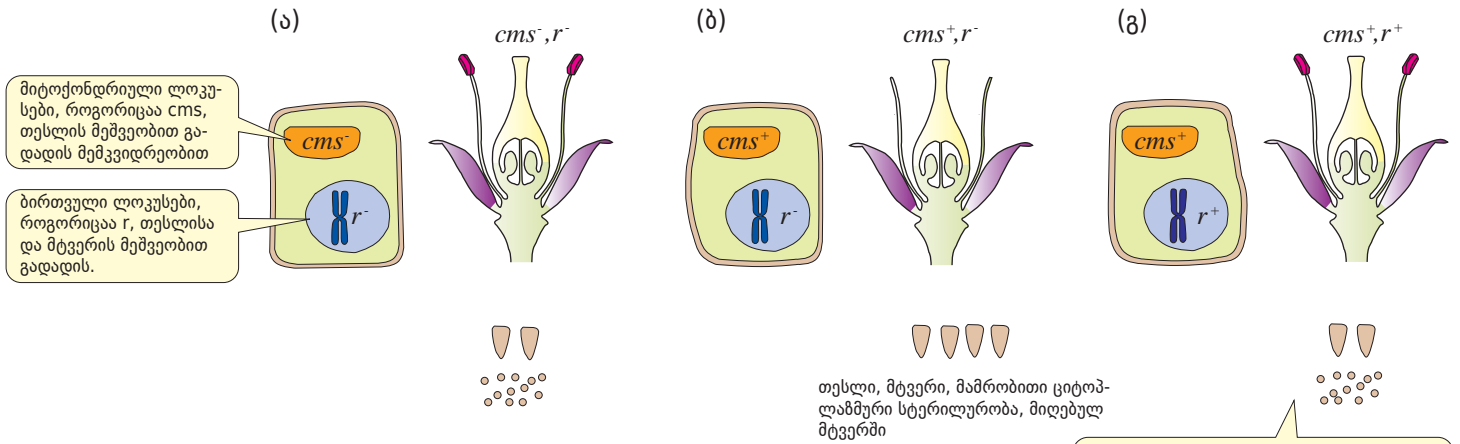 (ა)
cms⁻,r⁻
მიტოქონდრიული ლოკუ-
სები, როგორიცაა cms,
თესლის მეშვეობით გა-
დადის მემკვიდრეობით
cms⁻
ბირთვული ლოკუსები,
როგორიცაა r, თესლისა
და მტვერის მეშვეობით
გადადის.
r⁻
(ბ)
cms⁺,r⁻
cms⁺
r⁻
თესლი, მტვერი, მამრობითი ციტოპ-
ლაზმური სტერილურობა, მიღებულ
მტვერში
(გ)
cms⁺,r⁺
cms⁺
r⁺